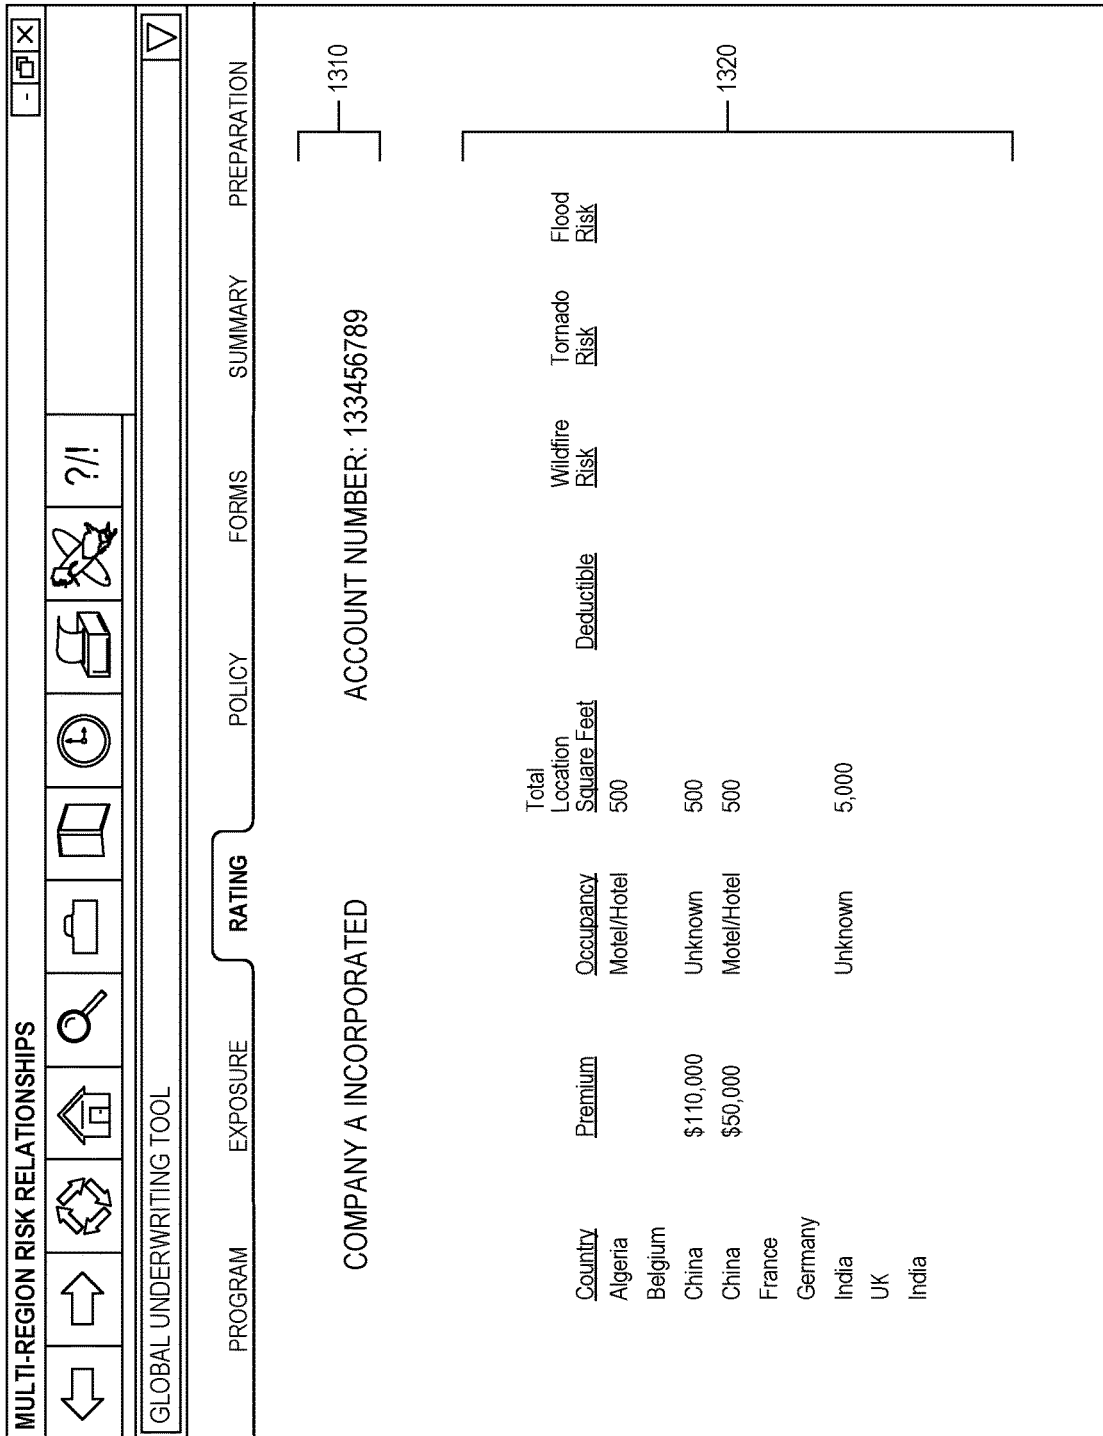 MULTI-REGION RISK RELATIONSHIPS
- X
?/!
GLOBAL UNDERWRITING TOOL
PROGRAM EXPOSURE RATING POLICY FORMS SUMMARY PREPARATION
COMPANY A INCORPORATED ACCOUNT NUMBER: 133456789
1310
Total
Location Wildfire Tornado Flood
Country Premium Occupancy Square Feet Deductible Risk Risk Risk
Algeria Motel/Hotel 500
Belgium
China $110,000 Unknown 500
China $50,000 Motel/Hotel 500
France
Germany
India Unknown 5,000
UK
India
1320